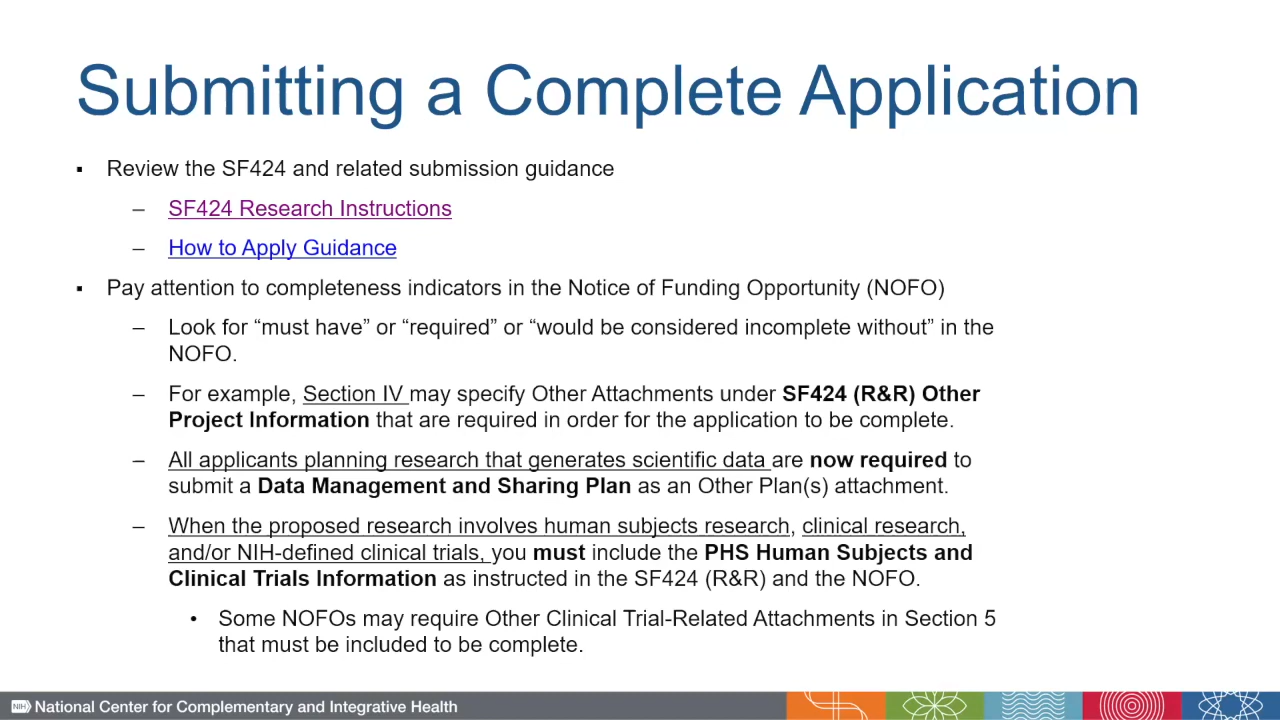 Submitting a Complete Application
▪ Review the SF424 and related submission guidance
– SF424 Research Instructions
– How to Apply Guidance
▪ Pay attention to completeness indicators in the Notice of Funding Opportunity (NOFO)
– Look for “must have” or “required” or “would be considered incomplete without” in the
NOFO.
– For example, Section IV may specify Other Attachments under SF424 (R&R) Other
Project Information that are required in order for the application to be complete.
– All applicants planning research that generates scientific data are now required to
submit a Data Management and Sharing Plan as an Other Plan(s) attachment.
– When the proposed research involves human subjects research, clinical research,
and/or NIH-defined clinical trials, you must include the PHS Human Subjects and
Clinical Trials Information as instructed in the SF424 (R&R) and the NOFO.
• Some NOFOs may require Other Clinical Trial-Related Attachments in Section 5
that must be included to be complete.
NIH National Center for Complementary and Integrative Health